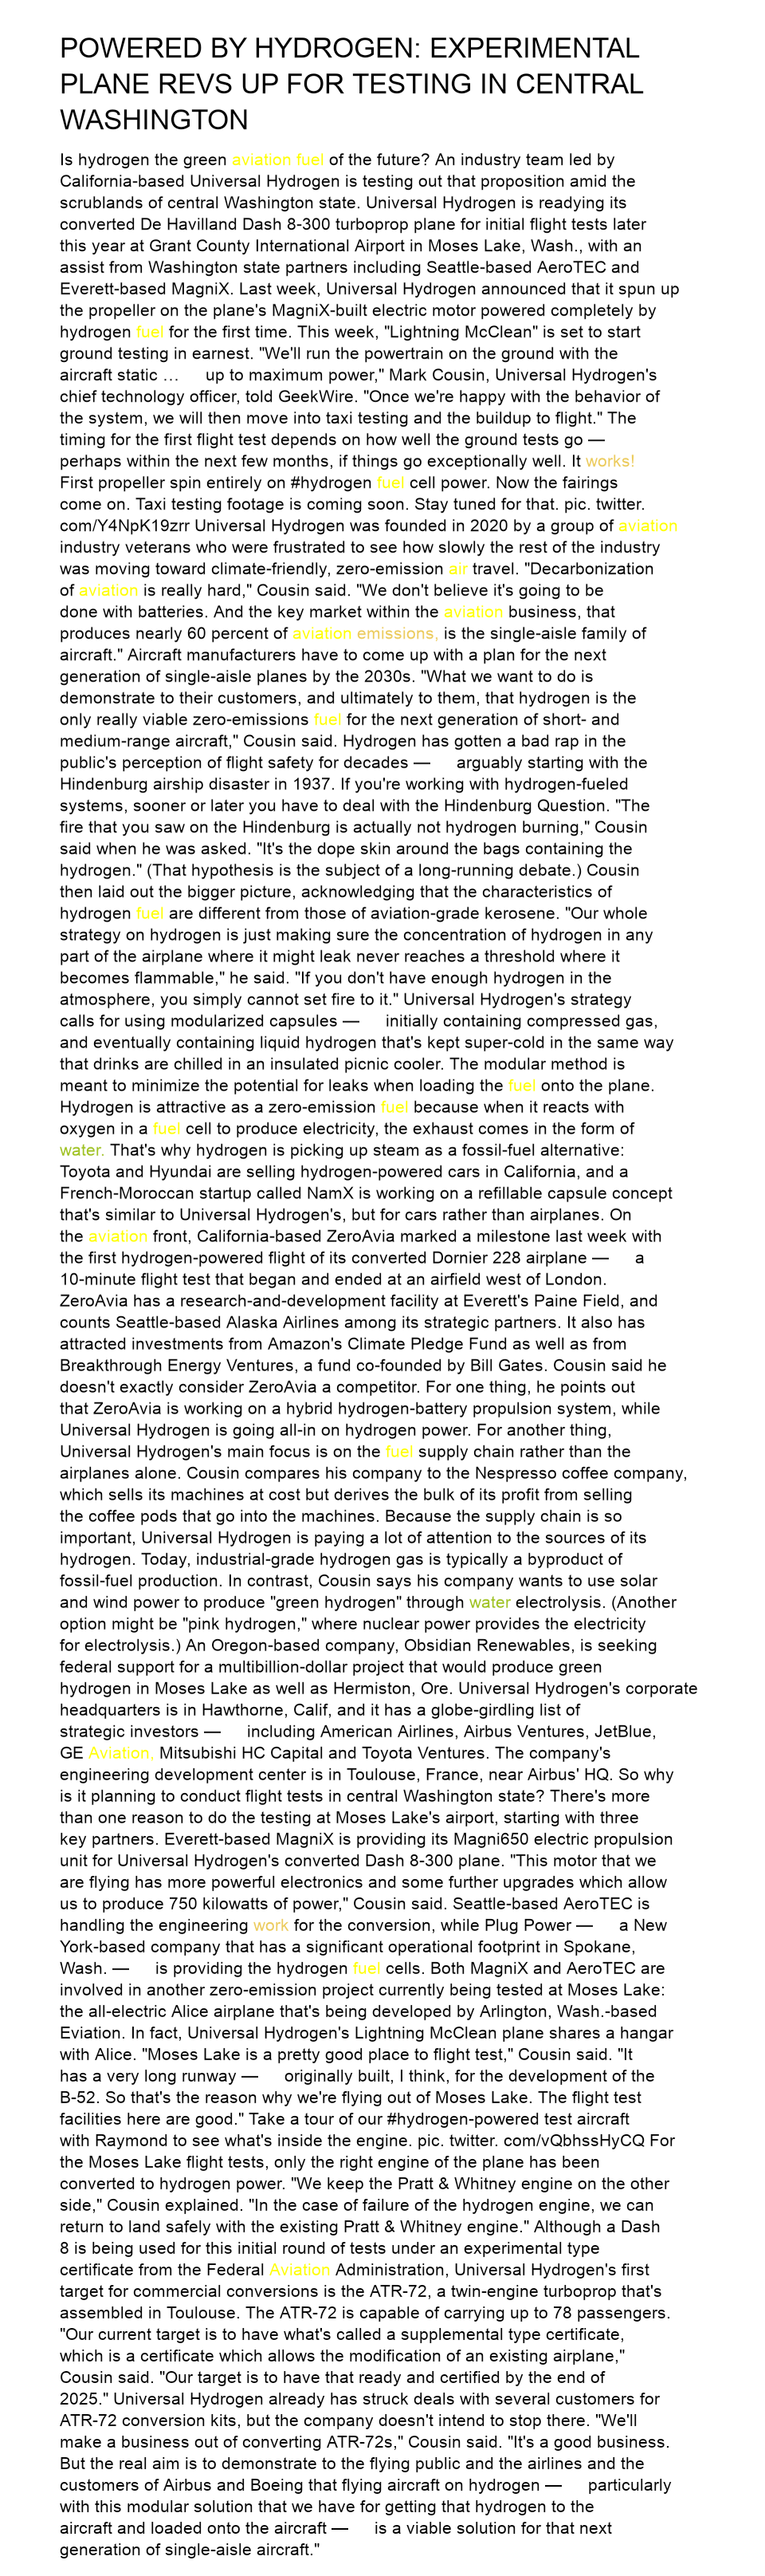 POWERED BY HYDROGEN: EXPERIMENTAL
PLANE REVS UP FOR TESTING IN CENTRAL
WASHINGTON
Is hydrogen the green aviation fuel of the future? An industry team led by
California-based Universal Hydrogen is testing out that proposition amid the
scrublands of central Washington state. Universal Hydrogen is readying its
converted De Havilland Dash 8-300 turboprop plane for initial flight tests later
this year at Grant County International Airport in Moses Lake, Wash., with an
assist from Washington state partners including Seattle-based AeroTEC and
Everett-based MagniX. Last week, Universal Hydrogen announced that it spun up
the propeller on the plane's MagniX-built electric motor powered completely by
hydrogen fuel for the first time. This week, "Lightning McClean" is set to start
ground testing in earnest. "We'll run the powertrain on the ground with the
aircraft static … up to maximum power," Mark Cousin, Universal Hydrogen's
chief technology officer, told GeekWire. "Once we're happy with the behavior of
the system, we will then move into taxi testing and the buildup to flight." The
timing for the first flight test depends on how well the ground tests go —
perhaps within the next few months, if things go exceptionally well. It works!
First propeller spin entirely on #hydrogen fuel cell power. Now the fairings
come on. Taxi testing footage is coming soon. Stay tuned for that. pic. twitter.
com/Y4NpK19zrr Universal Hydrogen was founded in 2020 by a group of aviation
industry veterans who were frustrated to see how slowly the rest of the industry
was moving toward climate-friendly, zero-emission air travel. "Decarbonization
of aviation is really hard," Cousin said. "We don't believe it's going to be
done with batteries. And the key market within the aviation business, that
produces nearly 60 percent of aviation emissions, is the single-aisle family of
aircraft." Aircraft manufacturers have to come up with a plan for the next
generation of single-aisle planes by the 2030s. "What we want to do is
demonstrate to their customers, and ultimately to them, that hydrogen is the
only really viable zero-emissions fuel for the next generation of short- and
medium-range aircraft," Cousin said. Hydrogen has gotten a bad rap in the
public's perception of flight safety for decades — arguably starting with the
Hindenburg airship disaster in 1937. If you're working with hydrogen-fueled
systems, sooner or later you have to deal with the Hindenburg Question. "The
fire that you saw on the Hindenburg is actually not hydrogen burning," Cousin
said when he was asked. "It's the dope skin around the bags containing the
hydrogen." (That hypothesis is the subject of a long-running debate.) Cousin
then laid out the bigger picture, acknowledging that the characteristics of
hydrogen fuel are different from those of aviation-grade kerosene. "Our whole
strategy on hydrogen is just making sure the concentration of hydrogen in any
part of the airplane where it might leak never reaches a threshold where it
becomes flammable," he said. "If you don't have enough hydrogen in the
atmosphere, you simply cannot set fire to it." Universal Hydrogen's strategy
calls for using modularized capsules — initially containing compressed gas,
and eventually containing liquid hydrogen that's kept super-cold in the same way
that drinks are chilled in an insulated picnic cooler. The modular method is
meant to minimize the potential for leaks when loading the fuel onto the plane.
Hydrogen is attractive as a zero-emission fuel because when it reacts with
oxygen in a fuel cell to produce electricity, the exhaust comes in the form of
water. That's why hydrogen is picking up steam as a fossil-fuel alternative:
Toyota and Hyundai are selling hydrogen-powered cars in California, and a
French-Moroccan startup called NamX is working on a refillable capsule concept
that's similar to Universal Hydrogen's, but for cars rather than airplanes. On
the aviation front, California-based ZeroAvia marked a milestone last week with
the first hydrogen-powered flight of its converted Dornier 228 airplane — a
10-minute flight test that began and ended at an airfield west of London.
ZeroAvia has a research-and-development facility at Everett's Paine Field, and
counts Seattle-based Alaska Airlines among its strategic partners. It also has
attracted investments from Amazon's Climate Pledge Fund as well as from
Breakthrough Energy Ventures, a fund co-founded by Bill Gates. Cousin said he
doesn't exactly consider ZeroAvia a competitor. For one thing, he points out
that ZeroAvia is working on a hybrid hydrogen-battery propulsion system, while
Universal Hydrogen is going all-in on hydrogen power. For another thing,
Universal Hydrogen's main focus is on the fuel supply chain rather than the
airplanes alone. Cousin compares his company to the Nespresso coffee company,
which sells its machines at cost but derives the bulk of its profit from selling
the coffee pods that go into the machines. Because the supply chain is so
important, Universal Hydrogen is paying a lot of attention to the sources of its
hydrogen. Today, industrial-grade hydrogen gas is typically a byproduct of
fossil-fuel production. In contrast, Cousin says his company wants to use solar
and wind power to produce "green hydrogen" through water electrolysis. (Another
option might be "pink hydrogen," where nuclear power provides the electricity
for electrolysis.) An Oregon-based company, Obsidian Renewables, is seeking
federal support for a multibillion-dollar project that would produce green
hydrogen in Moses Lake as well as Hermiston, Ore. Universal Hydrogen's corporate
headquarters is in Hawthorne, Calif, and it has a globe-girdling list of
strategic investors — including American Airlines, Airbus Ventures, JetBlue,
GE Aviation, Mitsubishi HC Capital and Toyota Ventures. The company's
engineering development center is in Toulouse, France, near Airbus' HQ. So why
is it planning to conduct flight tests in central Washington state? There's more
than one reason to do the testing at Moses Lake's airport, starting with three
key partners. Everett-based MagniX is providing its Magni650 electric propulsion
unit for Universal Hydrogen's converted Dash 8-300 plane. "This motor that we
are flying has more powerful electronics and some further upgrades which allow
us to produce 750 kilowatts of power," Cousin said. Seattle-based AeroTEC is
handling the engineering work for the conversion, while Plug Power — a New
York-based company that has a significant operational footprint in Spokane,
Wash. — is providing the hydrogen fuel cells. Both MagniX and AeroTEC are
involved in another zero-emission project currently being tested at Moses Lake:
the all-electric Alice airplane that's being developed by Arlington, Wash.-based
Eviation. In fact, Universal Hydrogen's Lightning McClean plane shares a hangar
with Alice. "Moses Lake is a pretty good place to flight test," Cousin said. "It
has a very long runway — originally built, I think, for the development of the
B-52. So that's the reason why we're flying out of Moses Lake. The flight test
facilities here are good." Take a tour of our #hydrogen-powered test aircraft
with Raymond to see what's inside the engine. pic. twitter. com/vQbhssHyCQ For
the Moses Lake flight tests, only the right engine of the plane has been
converted to hydrogen power. "We keep the Pratt & Whitney engine on the other
side," Cousin explained. "In the case of failure of the hydrogen engine, we can
return to land safely with the existing Pratt & Whitney engine." Although a Dash
8 is being used for this initial round of tests under an experimental type
certificate from the Federal Aviation Administration, Universal Hydrogen's first
target for commercial conversions is the ATR-72, a twin-engine turboprop that's
assembled in Toulouse. The ATR-72 is capable of carrying up to 78 passengers.
"Our current target is to have what's called a supplemental type certificate,
which is a certificate which allows the modification of an existing airplane,"
Cousin said. "Our target is to have that ready and certified by the end of
2025." Universal Hydrogen already has struck deals with several customers for
ATR-72 conversion kits, but the company doesn't intend to stop there. "We'll
make a business out of converting ATR-72s," Cousin said. "It's a good business.
But the real aim is to demonstrate to the flying public and the airlines and the
customers of Airbus and Boeing that flying aircraft on hydrogen — particularly
with this modular solution that we have for getting that hydrogen to the
aircraft and loaded onto the aircraft — is a viable solution for that next
generation of single-aisle aircraft."